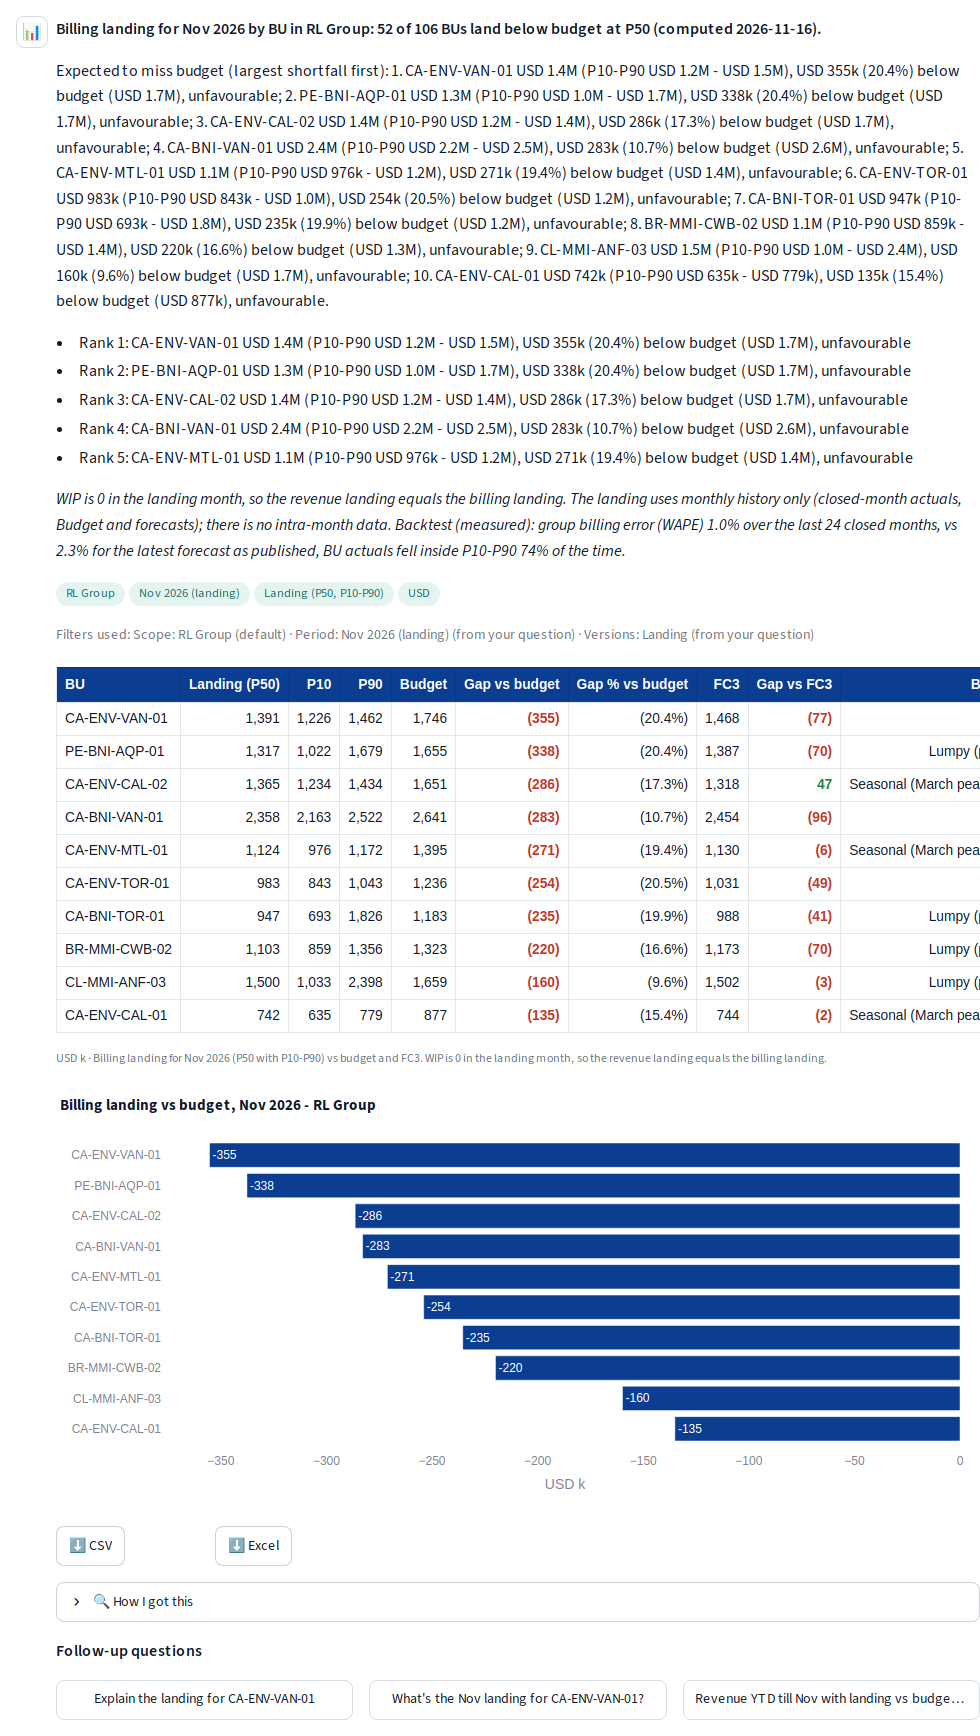 Billing landing for Nov 2026 by BU in RL Group: 52 of 106 BUs land below budget at P50 (computed 2026-11-16).
Expected to miss budget (largest shortfall first): 1. CA-ENV-VAN-01 USD 1.4M (P10-P90 USD 1.2M - USD 1.5M), USD 355k (20.4%) below
budget (USD 1.7M), unfavourable; 2. PE-BNI-AQP-01 USD 1.3M (P10-P90 USD 1.0M - USD 1.7M), USD 338k (20.4%) below budget (USD
1.7M), unfavourable; 3. CA-ENV-CAL-02 USD 1.4M (P10-P90 USD 1.2M - USD 1.4M), USD 286k (17.3%) below budget (USD 1.7M),
unfavourable; 4. CA-BNI-VAN-01 USD 2.4M (P10-P90 USD 2.2M - USD 2.5M), USD 283k (10.7%) below budget (USD 2.6M), unfavourable; 5.
CA-ENV-MTL-01 USD 1.1M (P10-P90 USD 976k - USD 1.2M), USD 271k (19.4%) below budget (USD 1.4M), unfavourable; 6. CA-ENV-TOR-01
USD 983k (P10-P90 USD 843k - USD 1.0M), USD 254k (20.5%) below budget (USD 1.2M), unfavourable; 7. CA-BNI-TOR-01 USD 947k (P10-
P90 USD 693k - USD 1.8M), USD 235k (19.9%) below budget (USD 1.2M), unfavourable; 8. BR-MMI-CWB-02 USD 1.1M (P10-P90 USD 859k -
USD 1.4M), USD 220k (16.6%) below budget (USD 1.3M), unfavourable; 9. CL-MMI-ANF-03 USD 1.5M (P10-P90 USD 1.0M - USD 2.4M), USD
160k (9.6%) below budget (USD 1.7M), unfavourable; 10. CA-ENV-CAL-01 USD 742k (P10-P90 USD 635k - USD 779k), USD 135k (15.4%)
below budget (USD 877k), unfavourable.
• Rank 1: CA-ENV-VAN-01 USD 1.4M (P10-P90 USD 1.2M - USD 1.5M), USD 355k (20.4%) below budget (USD 1.7M), unfavourable
• Rank 2: PE-BNI-AQP-01 USD 1.3M (P10-P90 USD 1.0M - USD 1.7M), USD 338k (20.4%) below budget (USD 1.7M), unfavourable
• Rank 3: CA-ENV-CAL-02 USD 1.4M (P10-P90 USD 1.2M - USD 1.4M), USD 286k (17.3%) below budget (USD 1.7M), unfavourable
• Rank 4: CA-BNI-VAN-01 USD 2.4M (P10-P90 USD 2.2M - USD 2.5M), USD 283k (10.7%) below budget (USD 2.6M), unfavourable
• Rank 5: CA-ENV-MTL-01 USD 1.1M (P10-P90 USD 976k - USD 1.2M), USD 271k (19.4%) below budget (USD 1.4M), unfavourable
WIP is 0 in the landing month, so the revenue landing equals the billing landing. The landing uses monthly history only (closed-month actuals,
Budget and forecasts); there is no intra-month data. Backtest (measured): group billing error (WAPE) 1.0% over the last 24 closed months, vs
2.3% for the latest forecast as published, BU actuals fell inside P10-P90 74% of the time.
RL Group Nov 2026 (landing) Landing (P50, P10-P90) USD
Filters used: Scope: RL Group (default) · Period: Nov 2026 (landing) (from your question) · Versions: Landing (from your question)
BU Landing (P50) P10 P90 Budget Gap vs budget Gap % vs budget FC3 Gap vs FC3 B
CA-ENV-VAN-01 1,391 1,226 1,462 1,746 (355) (20.4%) 1,468 (77)
PE-BNI-AQP-01 1,317 1,022 1,679 1,655 (338) (20.4%) 1,387 (70) Lumpy (
CA-ENV-CAL-02 1,365 1,234 1,434 1,651 (286) (17.3%) 1,318 47 Seasonal (March pea
CA-BNI-VAN-01 2,358 2,163 2,522 2,641 (283) (10.7%) 2,454 (96)
CA-ENV-MTL-01 1,124 976 1,172 1,395 (271) (19.4%) 1,130 (6) Seasonal (March pea
CA-ENV-TOR-01 983 843 1,043 1,236 (254) (20.5%) 1,031 (49)
CA-BNI-TOR-01 947 693 1,826 1,183 (235) (19.9%) 988 (41) Lumpy (
BR-MMI-CWB-02 1,103 859 1,356 1,323 (220) (16.6%) 1,173 (70) Lumpy (
CL-MMI-ANF-03 1,500 1,033 2,398 1,659 (160) (9.6%) 1,502 (3) Lumpy (
CA-ENV-CAL-01 742 635 779 877 (135) (15.4%) 744 (2) Seasonal (March pea
USD k · Billing landing for Nov 2026 (P50 with P10-P90) vs budget and FC3. WIP is 0 in the landing month, so the revenue landing equals the billing landing.
Billing landing vs budget, Nov 2026 - RL Group
CA-ENV-VAN-01 -355
PE-BNI-AQP-01 -338
CA-ENV-CAL-02 -286
CA-BNI-VAN-01 -283
CA-ENV-MTL-01 -271
CA-ENV-TOR-01 -254
CA-BNI-TOR-01 -235
BR-MMI-CWB-02 -220
CL-MMI-ANF-03 -160
CA-ENV-CAL-01 -135
−350 −300 −250 −200 −150 −100 −50 0
USD k
CSV Excel
How I got this
Follow-up questions
Explain the landing for CA-ENV-VAN-01 What's the Nov landing for CA-ENV-VAN-01? Revenue YTD till Nov with landing vs budge...